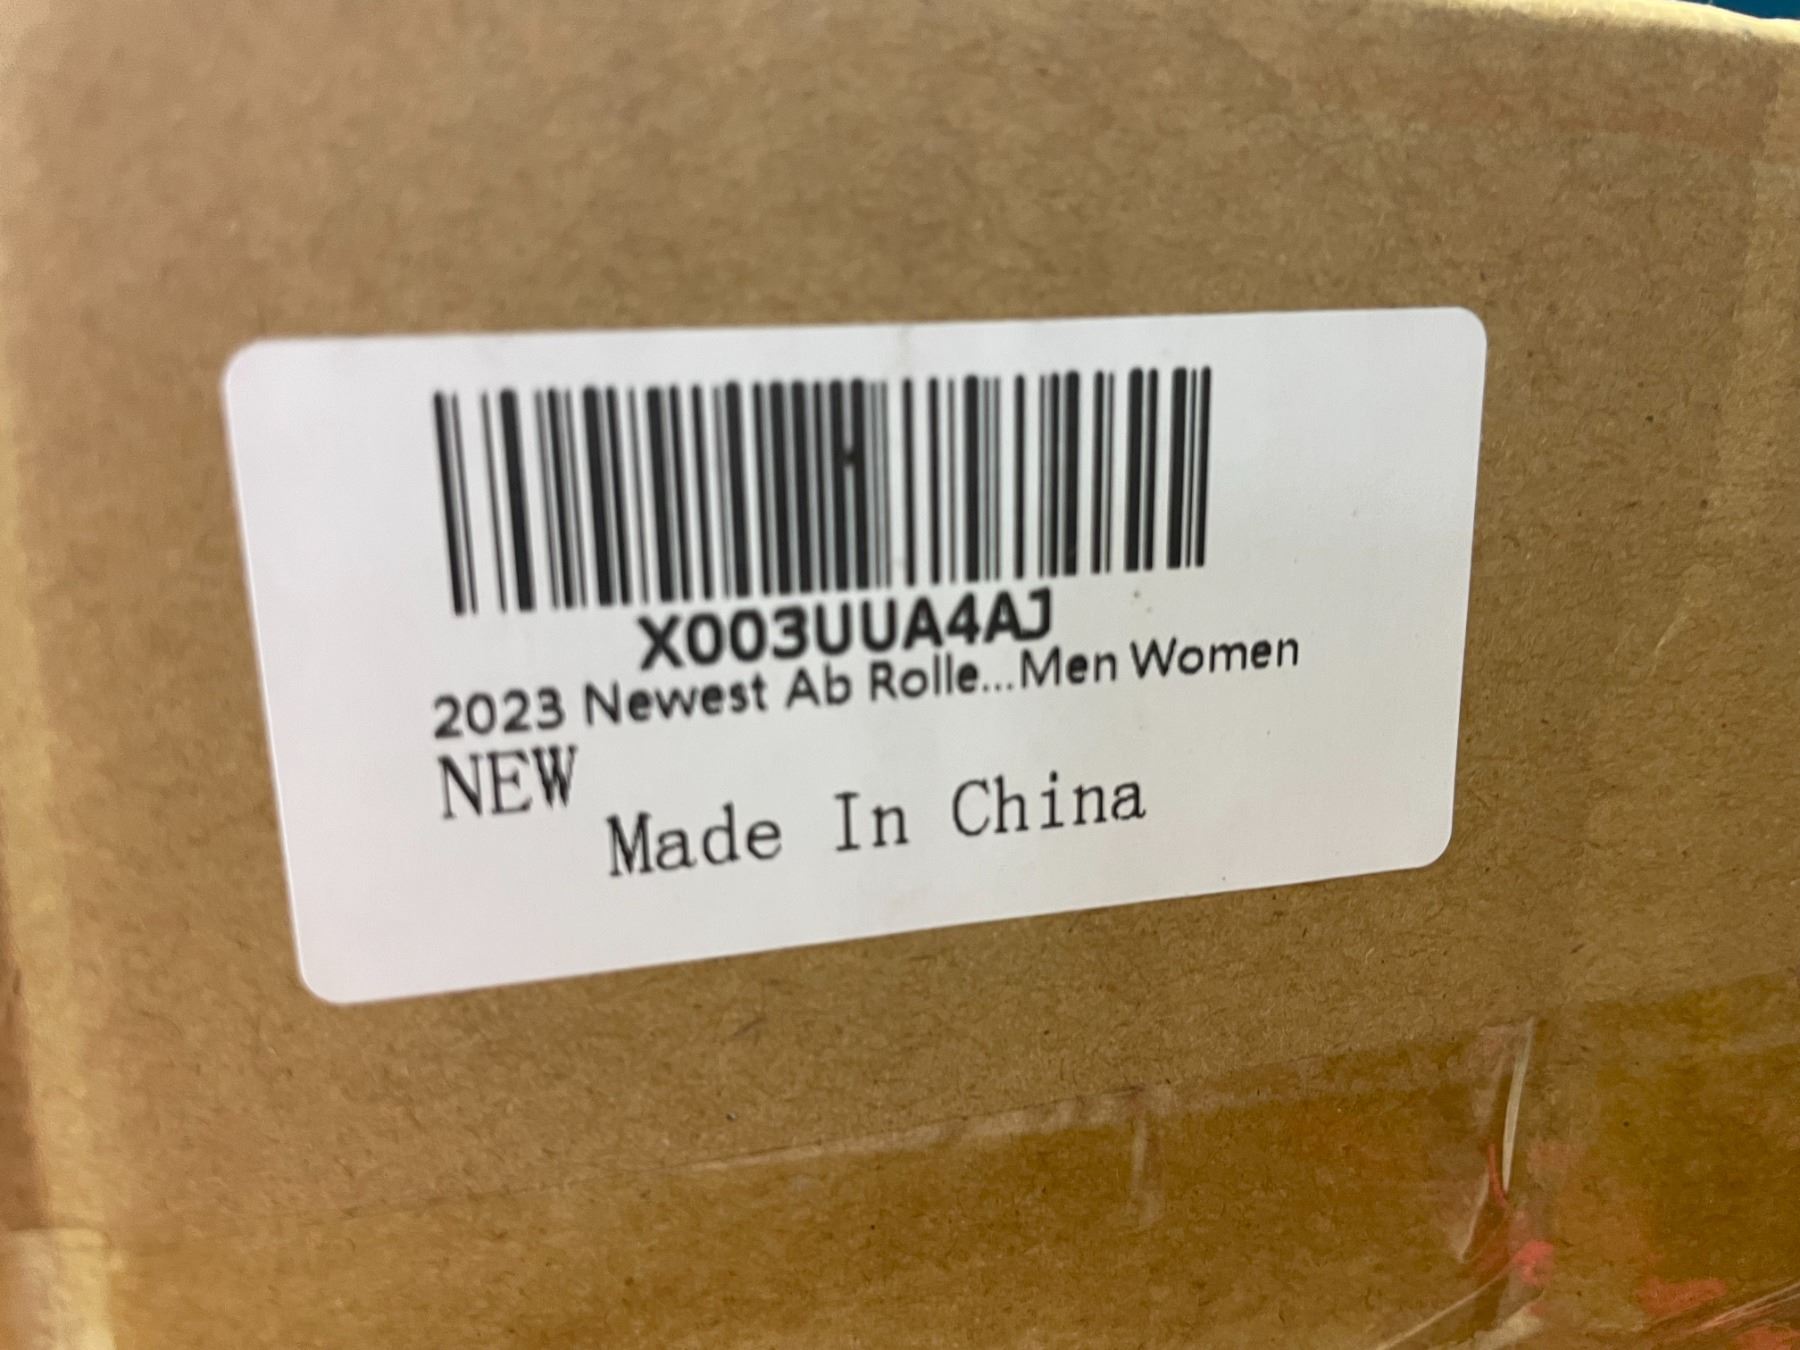 X003UUA4AJ
2023 Newest Ab Rolle...Men Women
NEW
Made In China